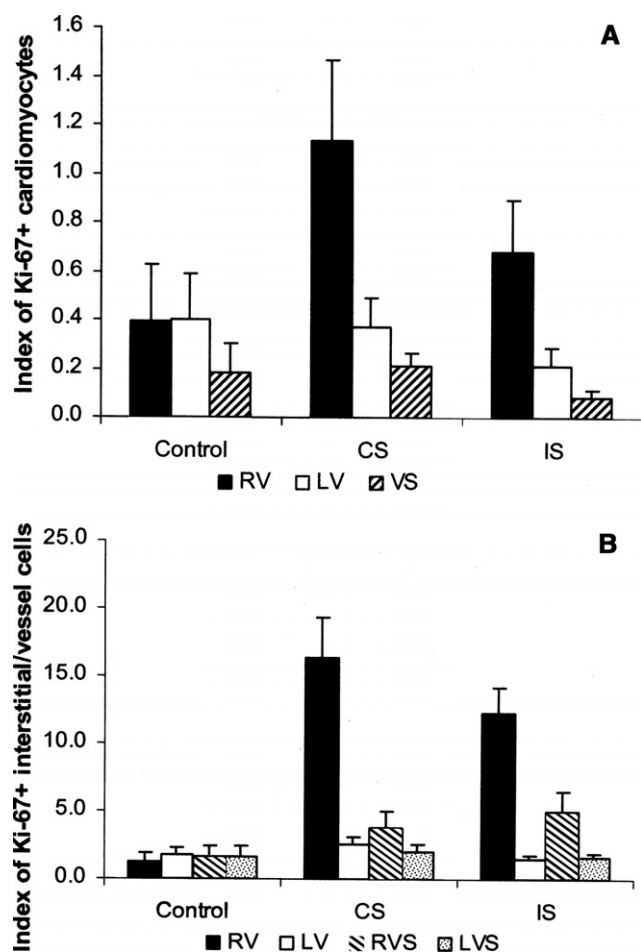 A
Index of Ki-67+ cardiomyocytes
1.6
1.4
1.2
1.0
0.8
0.6
0.4
0.2
0.0
Control CS IS
RV LV VS
B
Index of Ki-67+ interstitial/vessel cells
25.0
20.0
15.0
10.0
5.0
0.0
Control CS IS
RV LV RVS LVS